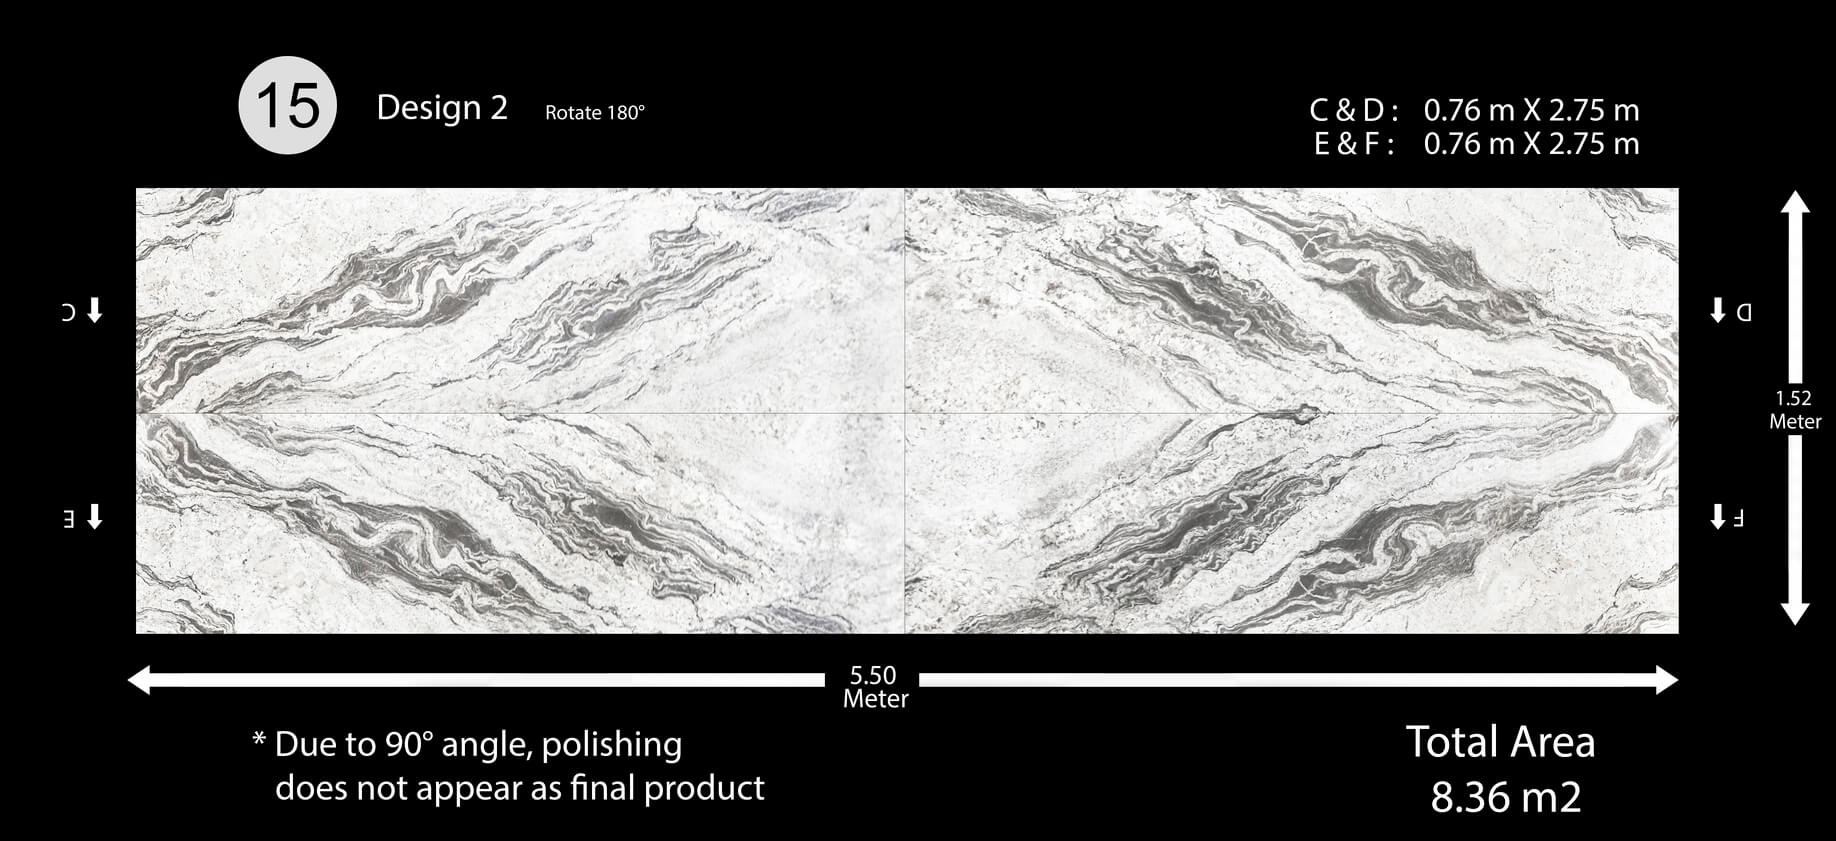 15
Design 2 Rotate 180°
C & D : 0.76 m X 2.75 m
E & F : 0.76 m X 2.75 m
C
D
1.52
Meter
E
F
5.50
Meter
* Due to 90° angle, polishing
does not appear as final product
Total Area
8.36 m2